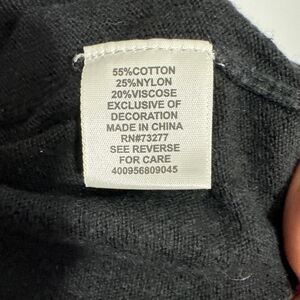 55%COTTON
25%NYLON
20%VISCOSE
EXCLUSIVE OF
DECORATION
MADE IN CHINA
RN#73277
SEE REVERSE
FOR CARE
400956809045